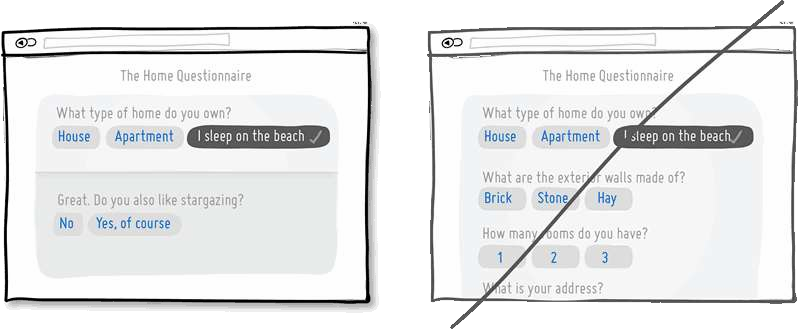 The Home Questionnaire
What type of home do you own?
House Apartment I sleep on the beach
Great. Do you also like stargazing?
No Yes, of course
The Home Questionnaire
What type of home do you own?
House Apartment I sleep on the beach
What are the exterior walls made of?
Brick Stone Hay
How many rooms do you have?
1 2 3
What is your address?